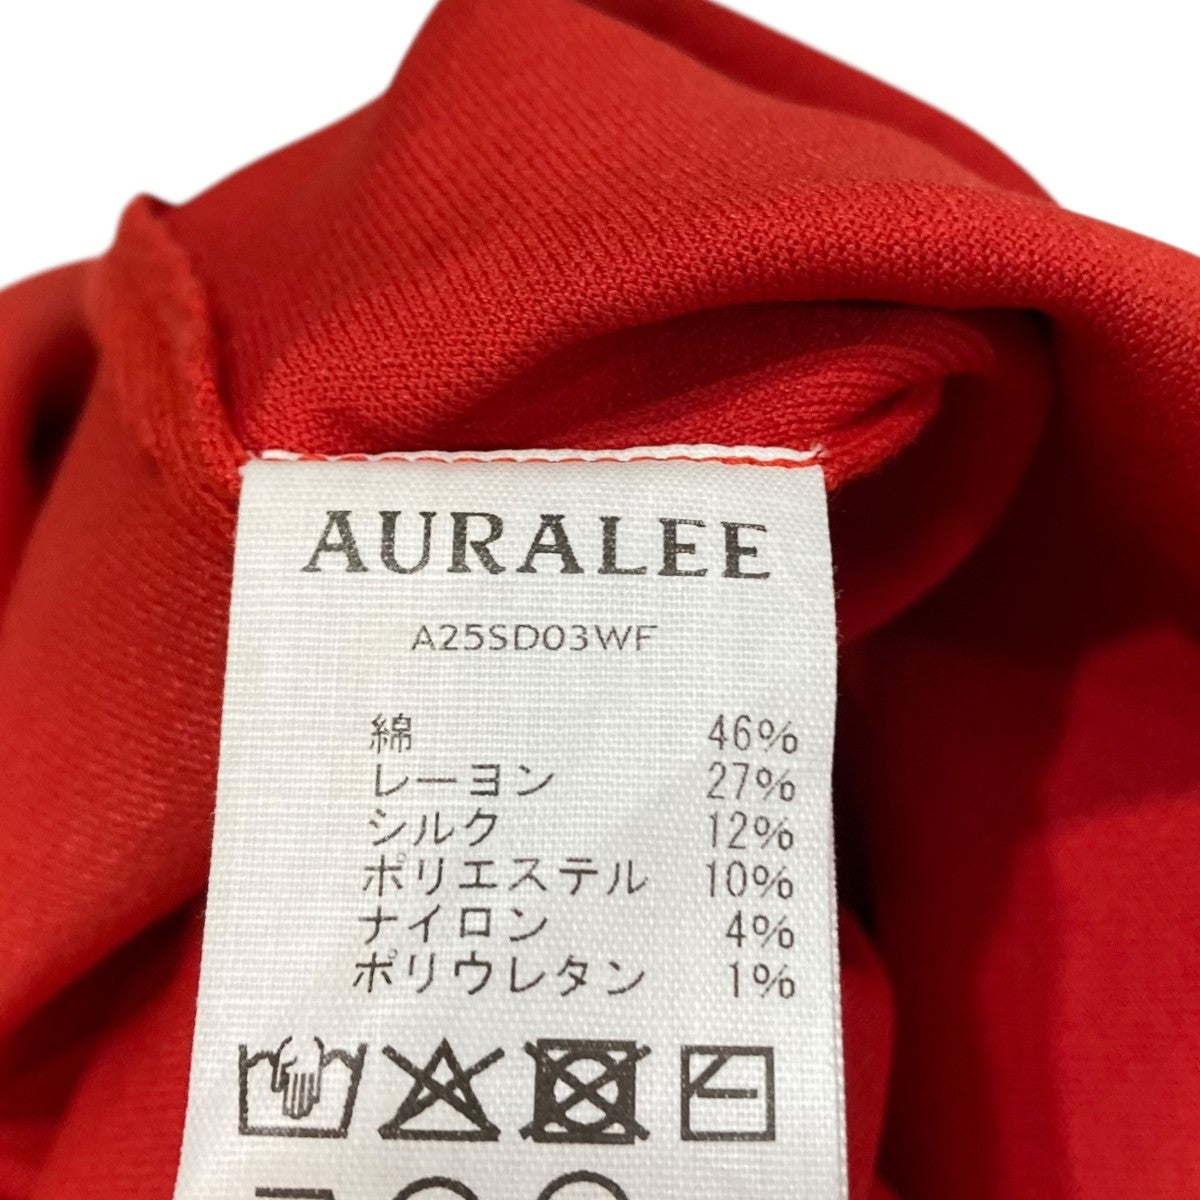 AURALEE
A25SD03WF
綿 46%
レーヨン 27%
シルク 12%
ポリエステル 10%
ナイロン 4%
ポリウレタン 1%